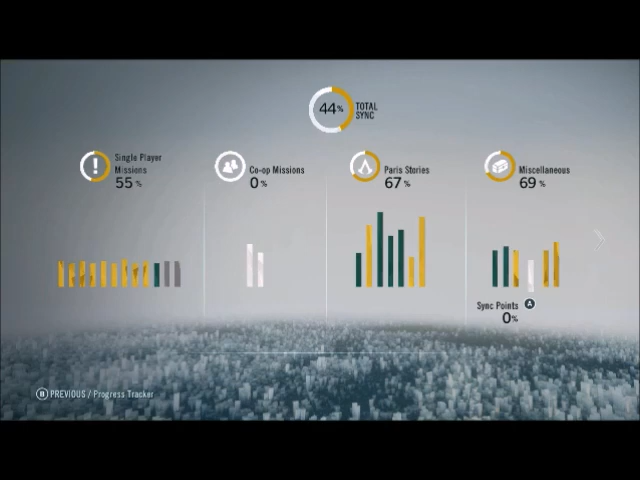 44%
TOTAL
SYNC
Single Player
Missions
55 %
Co-op Missions
0 %
Paris Stories
67 %
Miscellaneous
69 %
Sync Points A
0%
PREVIOUS / Progress Tracker